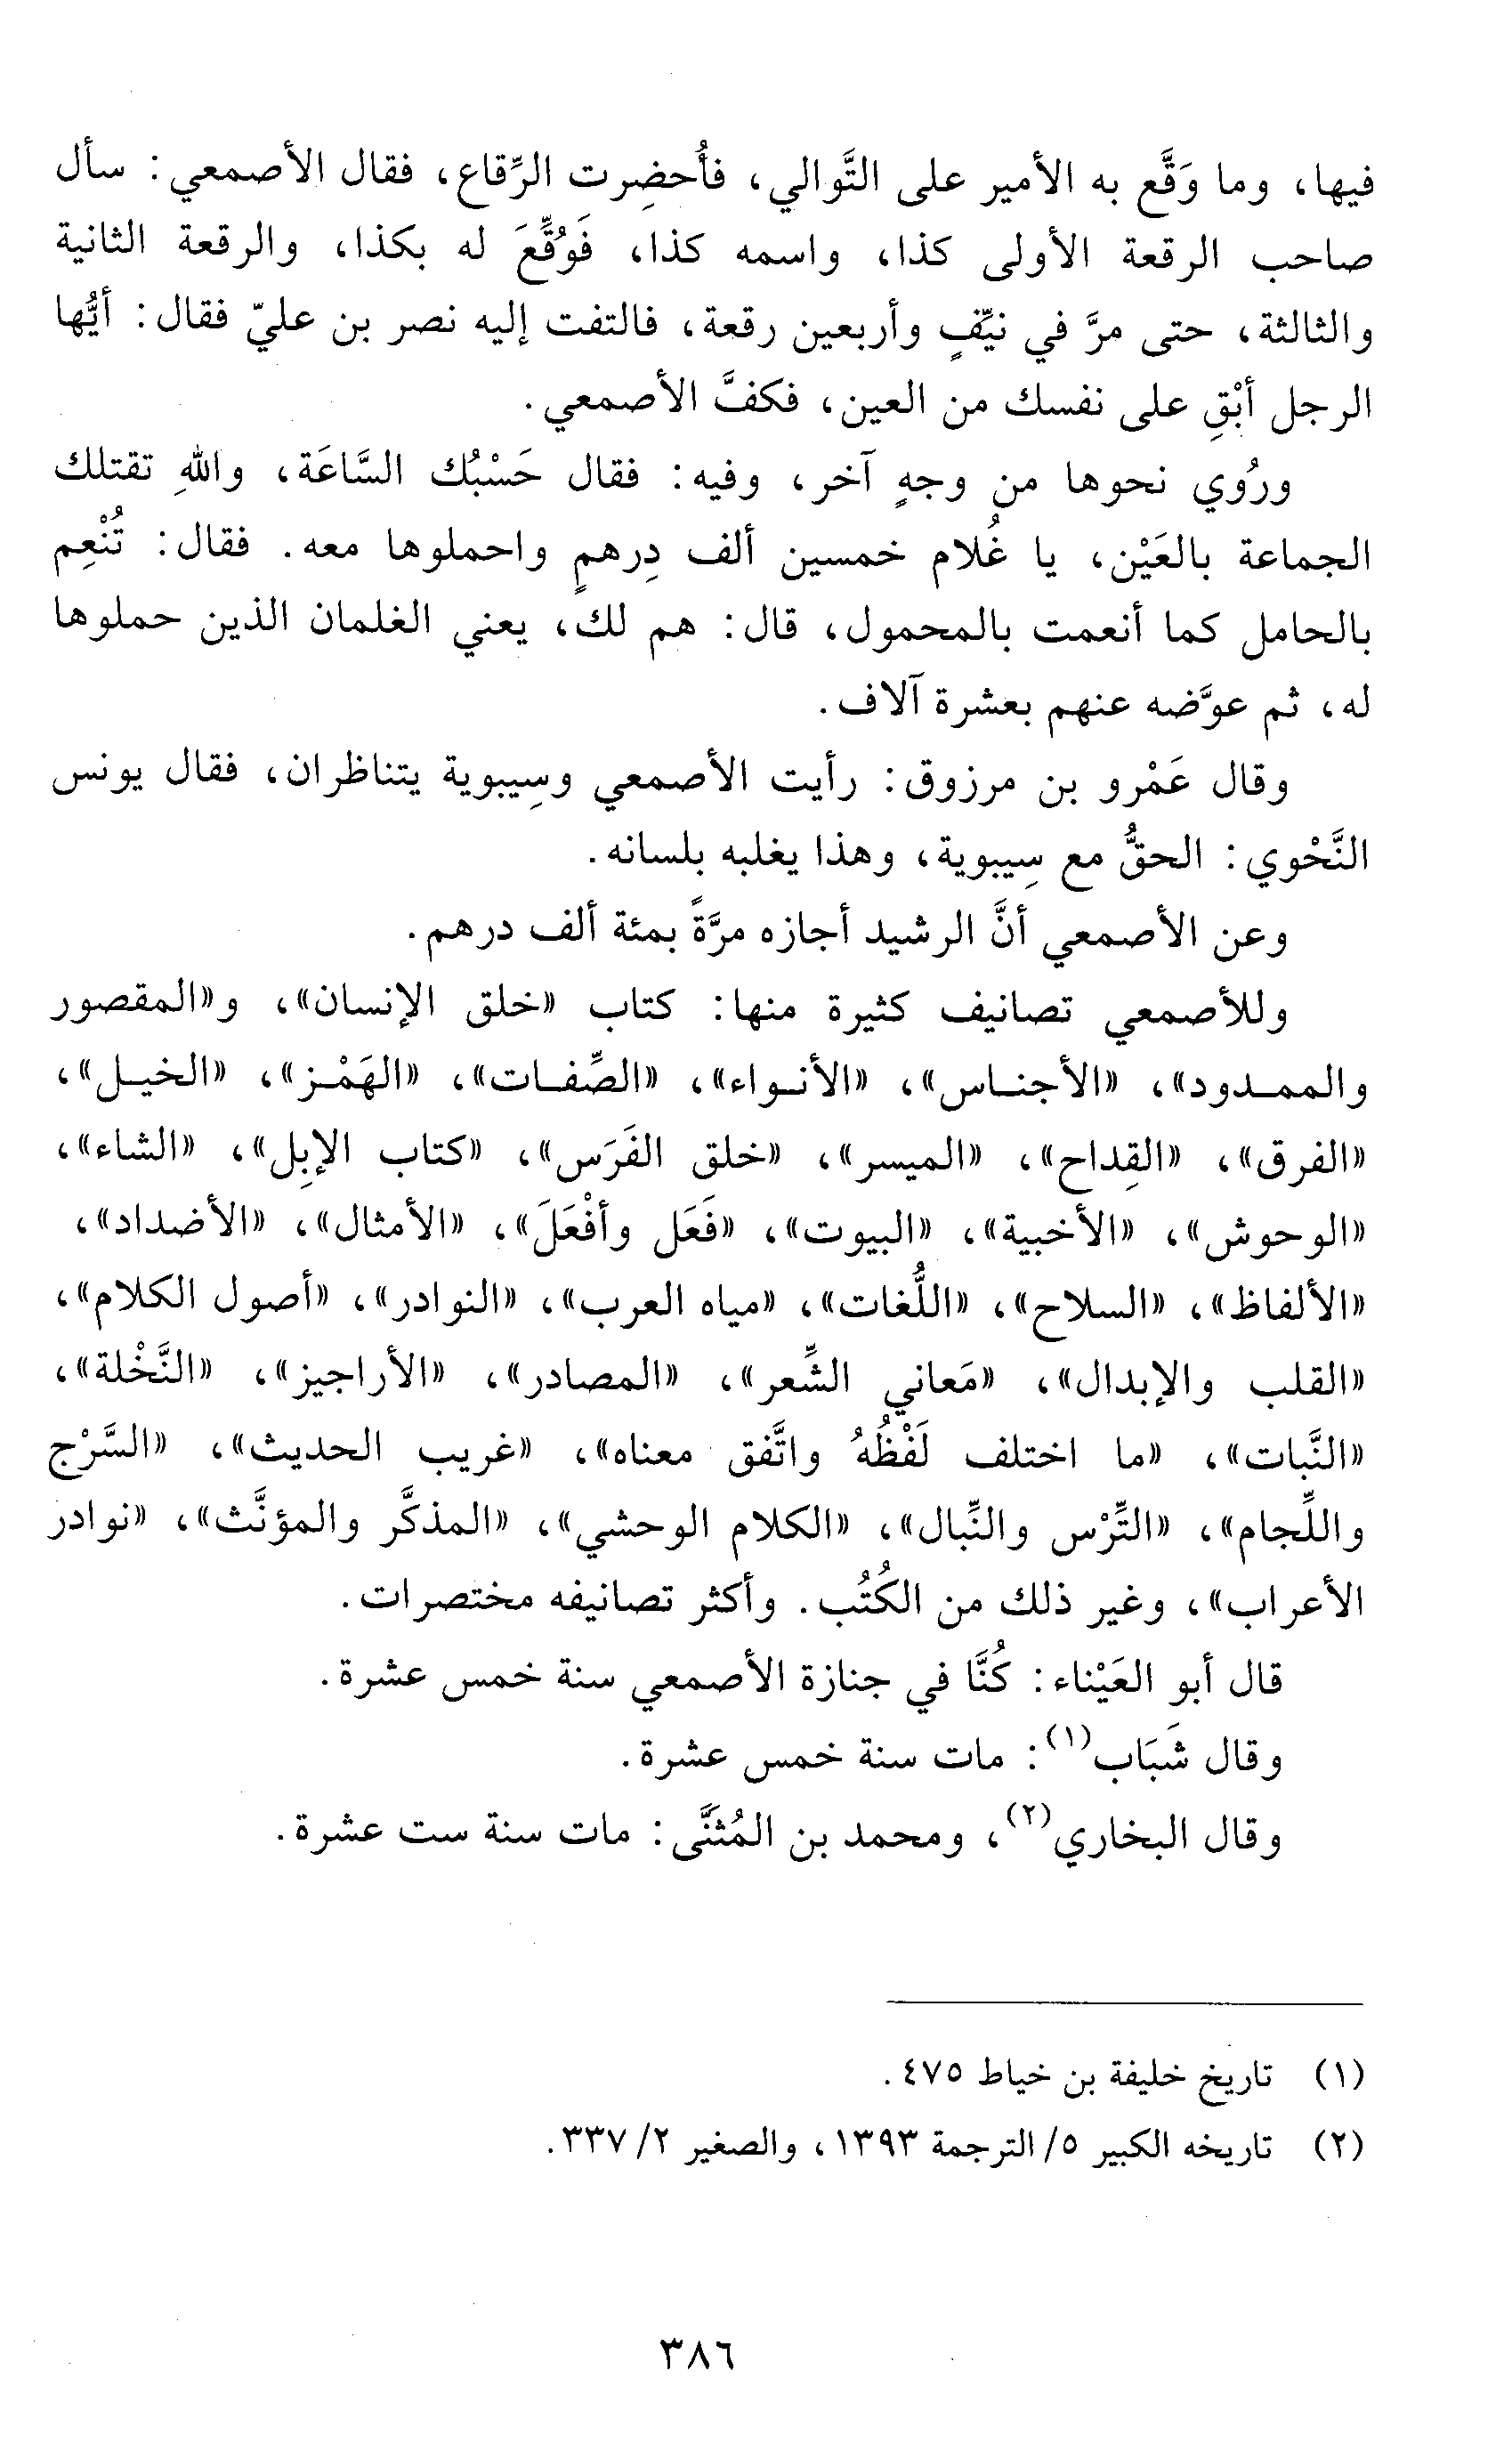 فيها، وما وَقَّع به الأمير على التَّوالي، فأُحضِرت الرِّقاع، فقال الأصمعي: سأل
صاحب الرقعة الأولى كذا، واسمه كذا، فَوُقِّعَ له بكذا، والرقعة الثانية
والثالثة، حتى مرَّ في نيِّفٍ وأربعين رقعة، فالتفت إليه نصر بن عليّ فقال: أيُّها
الرجل أبْقِ على نفسك من العين، فكفَّ الأصمعي.
ورُوي نحوها من وجهٍ آخر، وفيه: فقال حَسْبُك السَّاعَة، واللهِ تقتلك
الجماعة بالعَيْن، يا غُلام خمسين ألف دِرهمٍ واحملوها معه. فقال: تُنْعِم
بالحامل كما أنعمت بالمحمول، قال: هم لك، يعني الغلمان الذين حملوها
له، ثم عوَّضه عنهم بعشرة آلاف.
وقال عَمْرو بن مرزوق: رأيت الأصمعي وسِيبوية يتناظران، فقال يونس
النَّحْوي: الحقُّ مع سِيبوية، وهذا يغلبه بلسانه.
وعن الأصمعي أنَّ الرشيد أجازه مرَّةً بمئة ألف درهم.
وللأصمعي تصانيف كثيرة منها: كتاب «خلق الإنسان»، و«المقصور
والممـدود»، «الأجنـاس»، «الأنـواء»، «الصِّفـات»، «الهَمْـز»، «الخيـل»،
«الفرق»، «القِداح»، «الميسر»، «خلق الفَرَس»، «كتاب الإبِل»، «الشاء»،
«الوحوش»، «الأخبية»، «البيوت»، «فَعَل وأفْعَلَ»، «الأمثال»، «الأضداد»،
«الألفاظ»، «السلاح»، «اللُّغات»، «مياه العرب»، «النوادر»، «أصول الكلام»،
«القلب والإبدال»، «مَعاني الشِّعر»، «المصادر»، «الأراجيز»، «النَّخْلة»،
«النَّبات»، «ما اختلف لَفْظُهُ واتَّفق معناه»، «غريب الحديث»، «السَّرْج
واللِّجام»، «التِّرْس والنِّبال»، «الكلام الوحشي»، «المذكَّر والمؤنَّث»، «نوادر
الأعراب»، وغير ذلك من الكُتُب. وأكثر تصانيفه مختصرات.
قال أبو العَيْناء: كُنَّا في جنازة الأصمعي سنة خمس عشرة.
وقال شَبَاب(١): مات سنة خمس عشرة.
وقال البخاري(٢)، ومحمد بن المُثنَّى: مات سنة ست عشرة.
(١) تاريخ خليفة بن خياط ٤٧٥.
(٢) تاريخه الكبير ٥/ الترجمة ١٣٩٣، والصغير ٢/ ٣٣٧.
٣٨٦